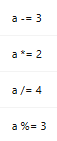 a -= 3
a *= 2
a /= 4
a %= 3